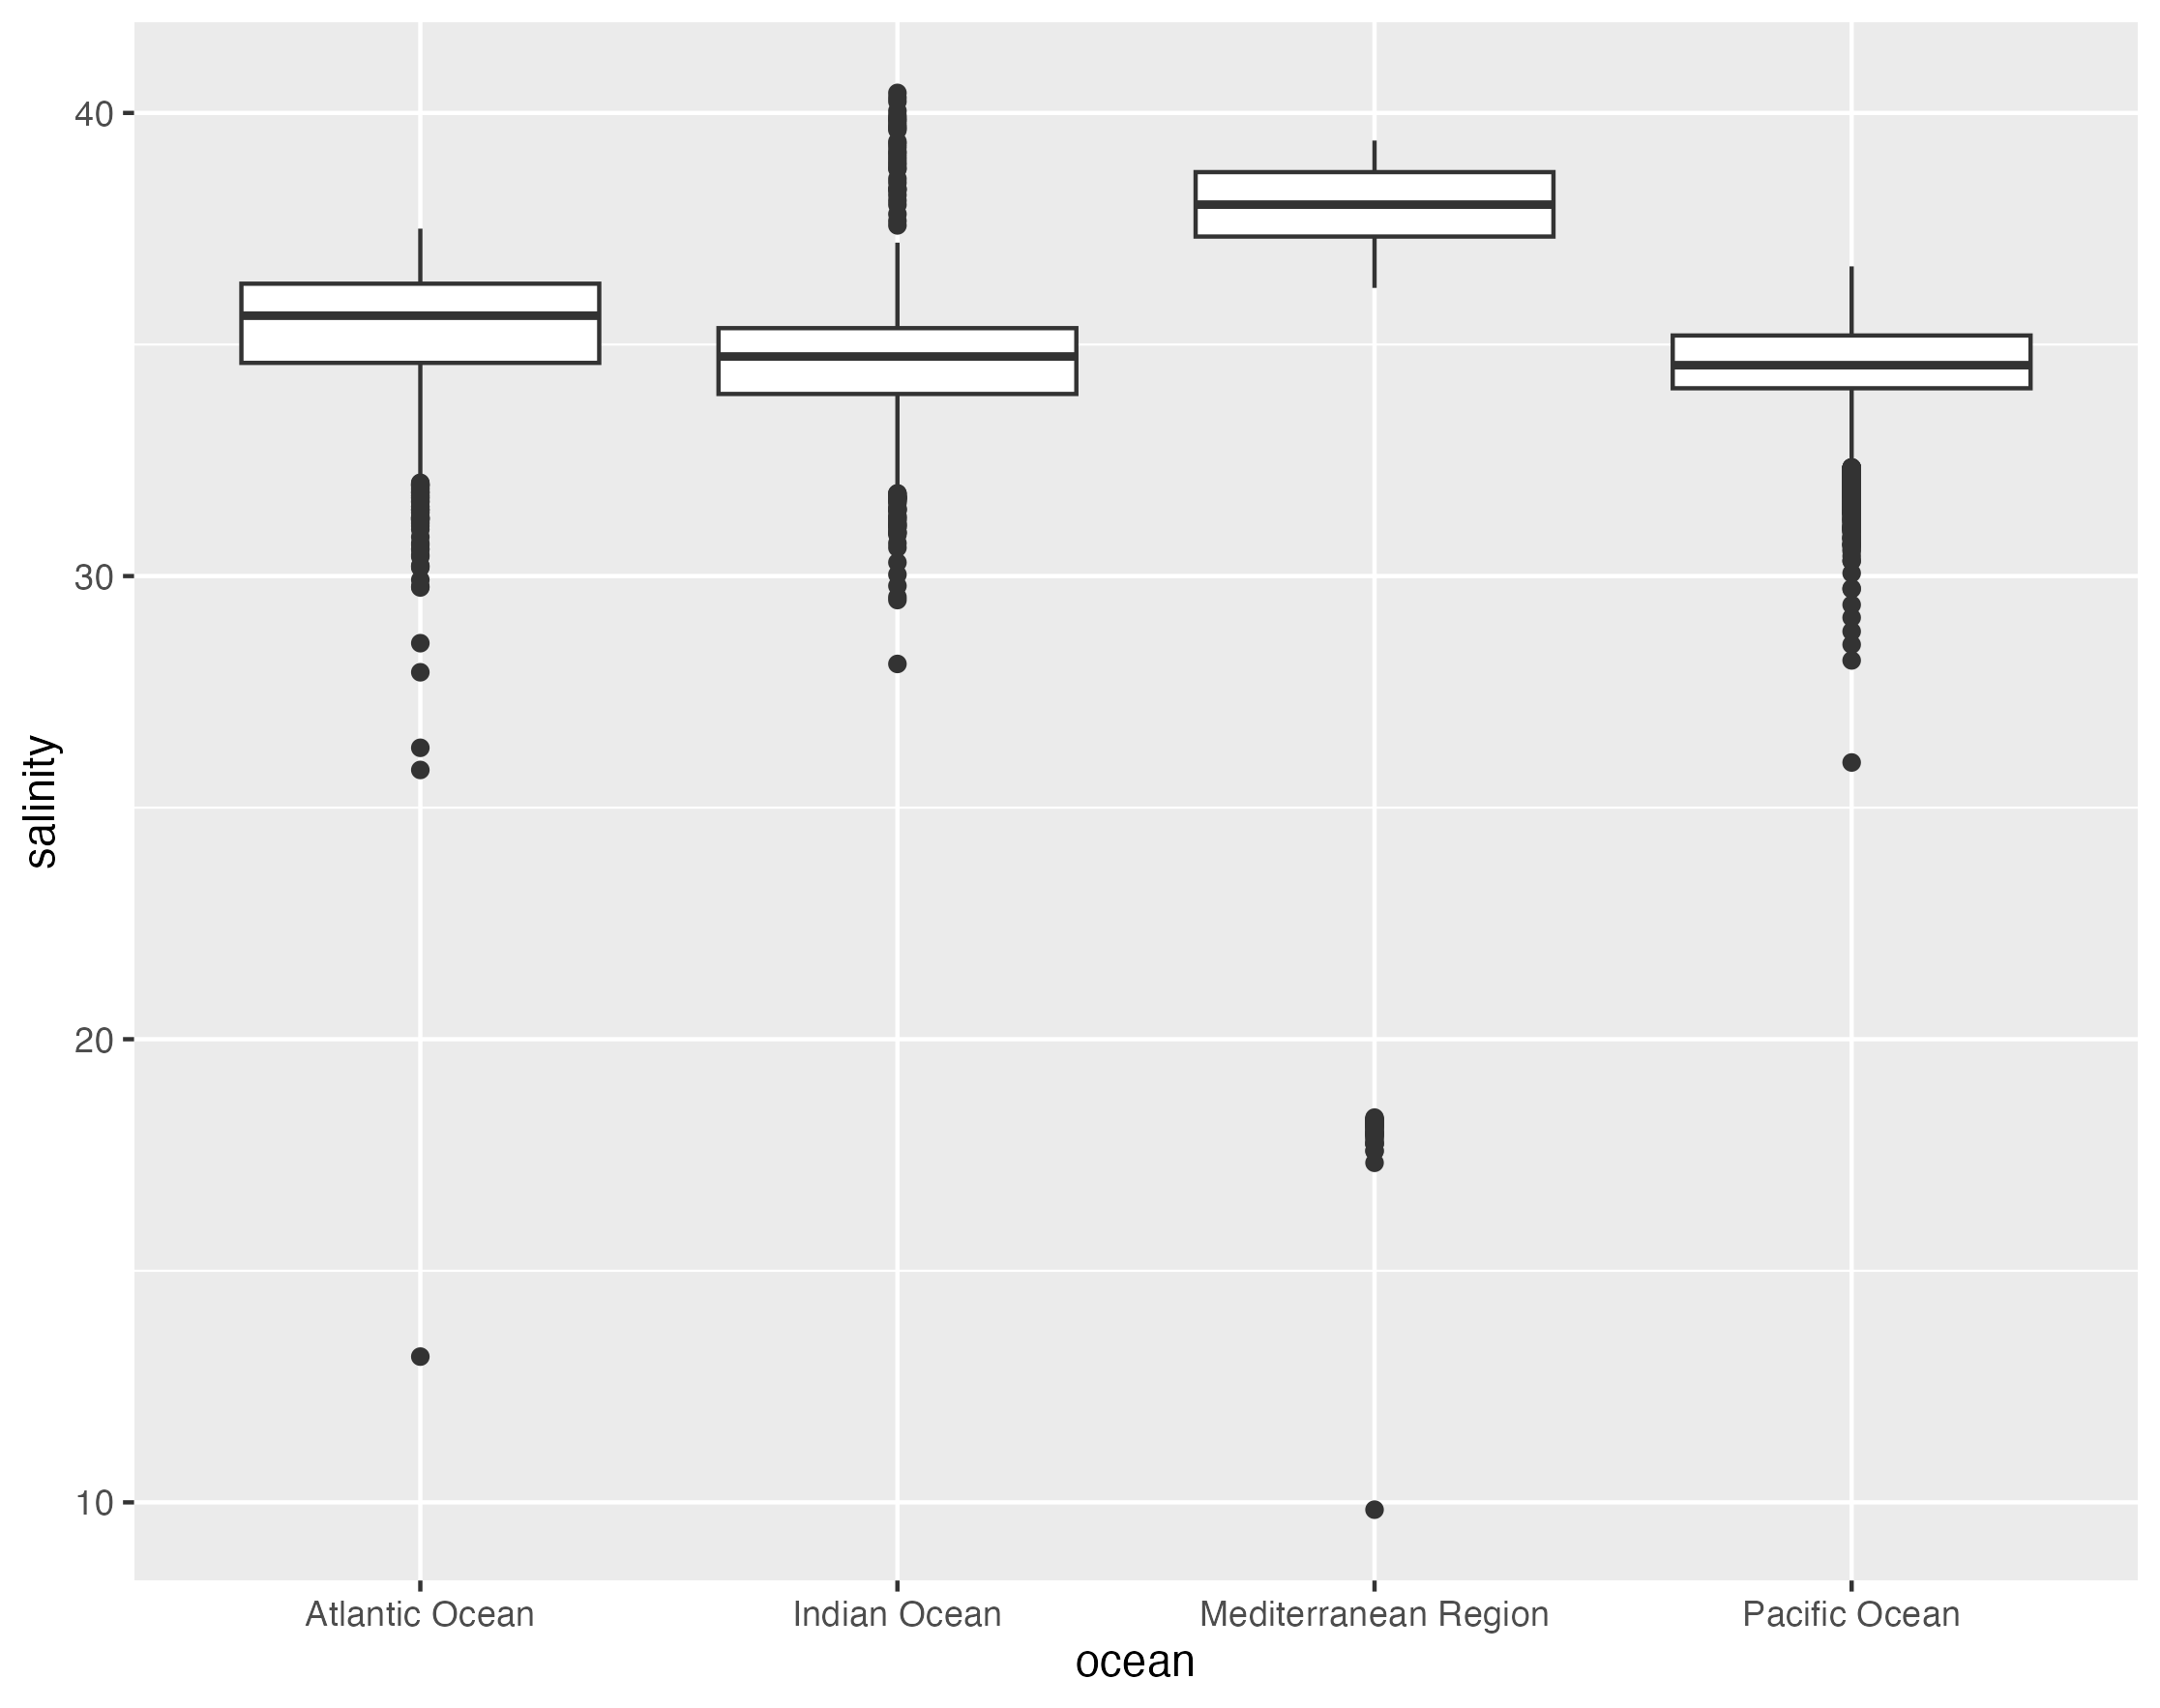 salinity
40
30
20
10
Atlantic Ocean
Indian Ocean
Mediterranean Region
Pacific Ocean
ocean